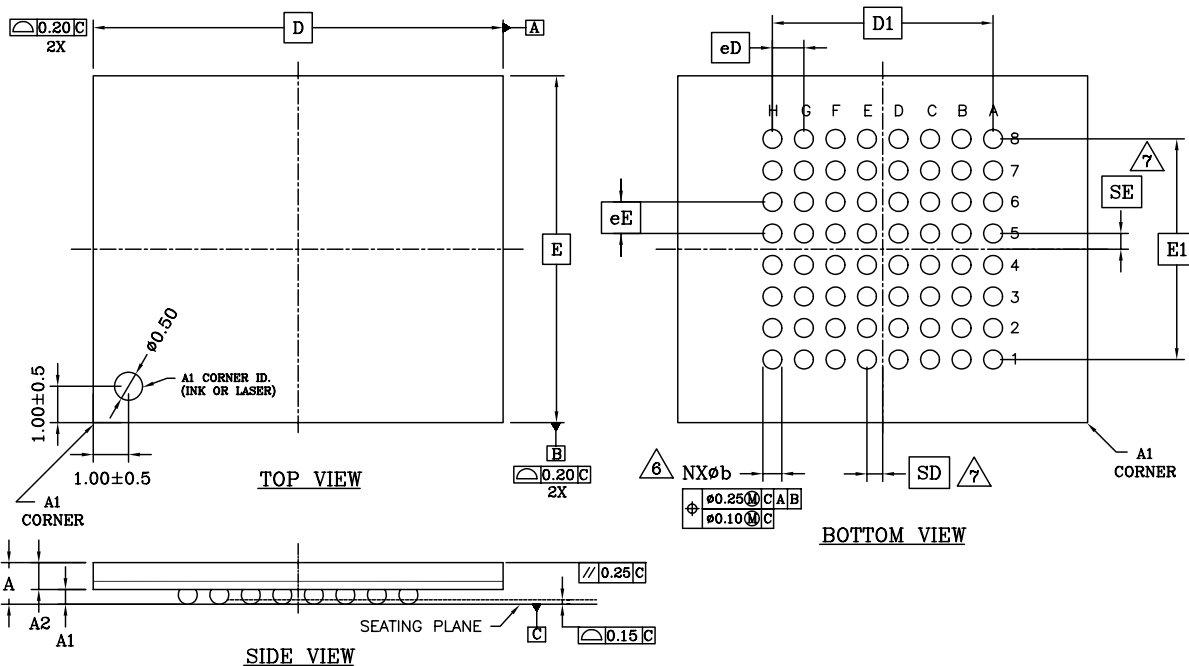 ⌓ 0.20 C
2X
D
A
E
ø0.50
A1 CORNER ID.
(INK OR LASER)
1.00±0.5
1.00±0.5
A1
CORNER
TOP VIEW
B
⌓ 0.20 C
2X
D1
eD
H G F E D C B A
8
7
6
5
4
3
2
1
7
SE
eE
E1
6 NXøb
⌖ ø0.25 Ⓜ C A B
ø0.10 Ⓜ C
SD 7
A1
CORNER
BOTTOM VIEW
A
A2
A1
// 0.25 C
SEATING PLANE
C
⌓ 0.15 C
SIDE VIEW